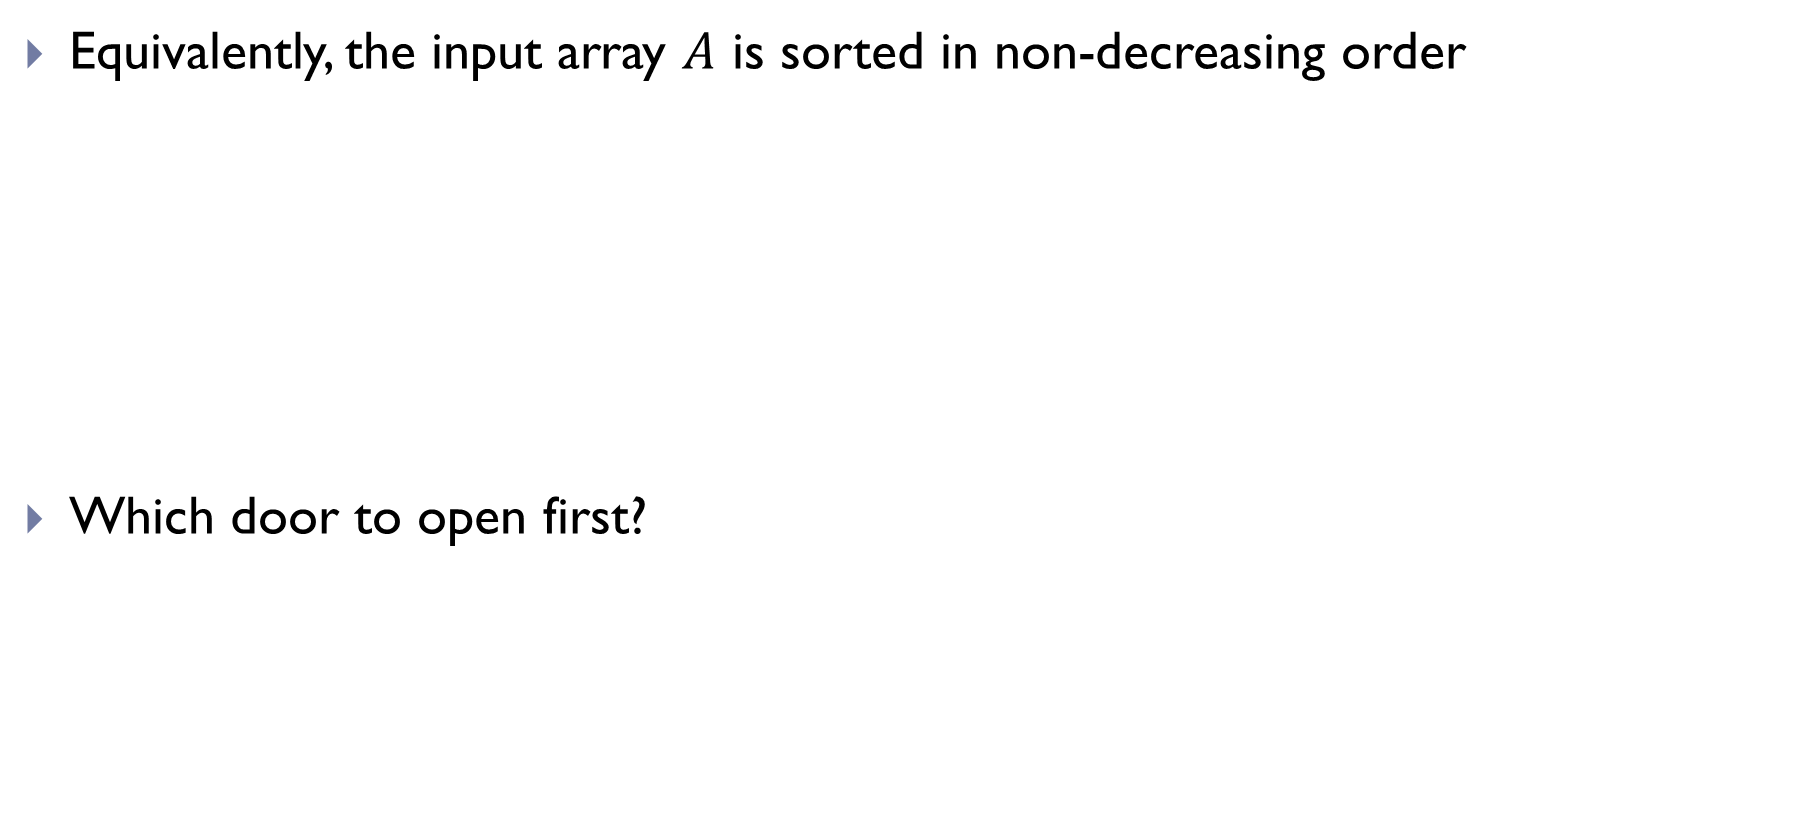 Equivalently, the input array A is sorted in non-decreasing order
Which door to open first?